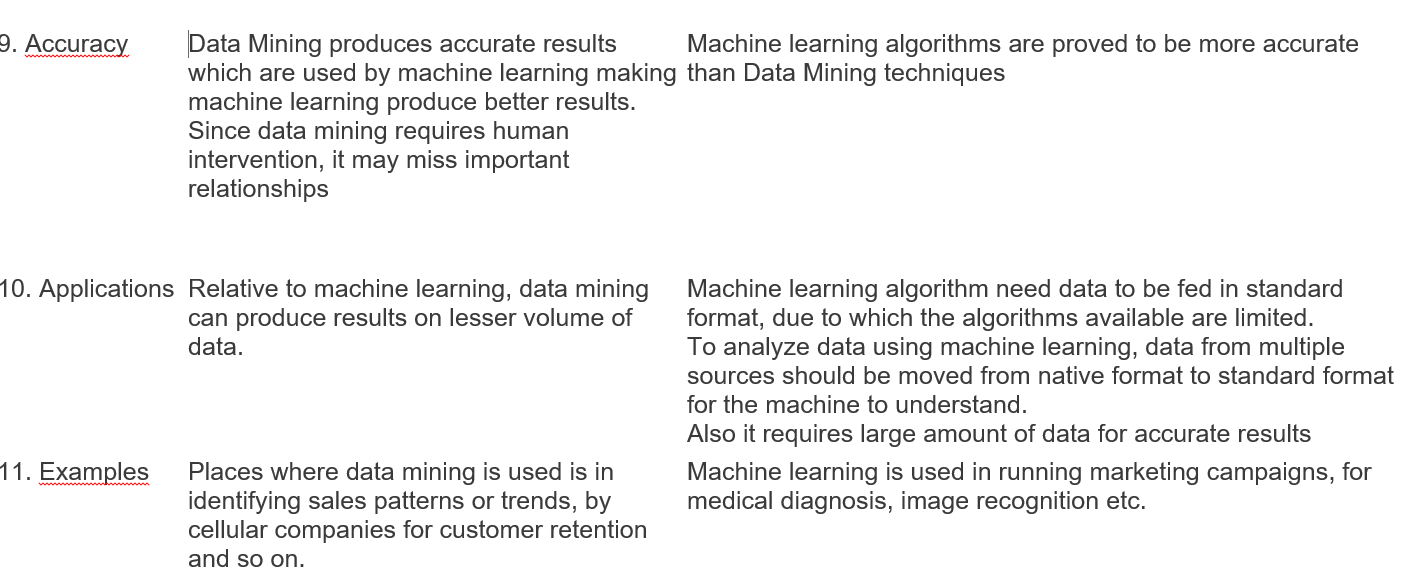 9. Accuracy
Data Mining produces accurate results
which are used by machine learning making
machine learning produce better results.
Since data mining requires human
intervention, it may miss important
relationships
Machine learning algorithms are proved to be more accurate
than Data Mining techniques
10. Applications
Relative to machine learning, data mining
can produce results on lesser volume of
data.
Machine learning algorithm need data to be fed in standard
format, due to which the algorithms available are limited.
To analyze data using machine learning, data from multiple
sources should be moved from native format to standard format
for the machine to understand.
Also it requires large amount of data for accurate results
11. Examples
Places where data mining is used is in
identifying sales patterns or trends, by
cellular companies for customer retention
and so on.
Machine learning is used in running marketing campaigns, for
medical diagnosis, image recognition etc.